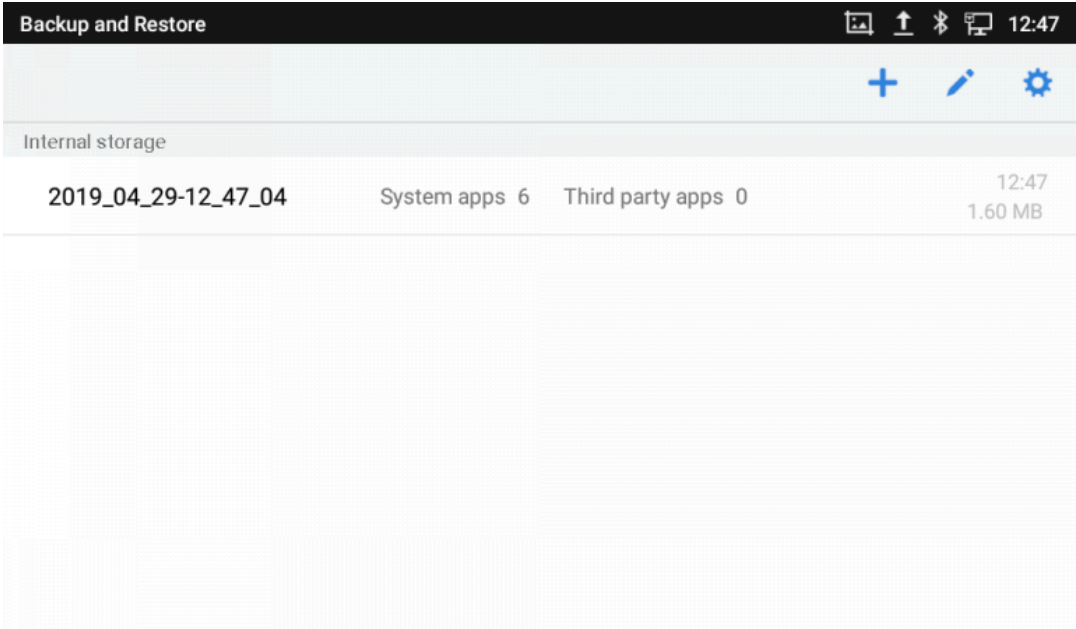 Backup and Restore 12:47
Internal storage
2019_04_29-12_47_04 System apps 6 Third party apps 0 12:47
1.60 MB